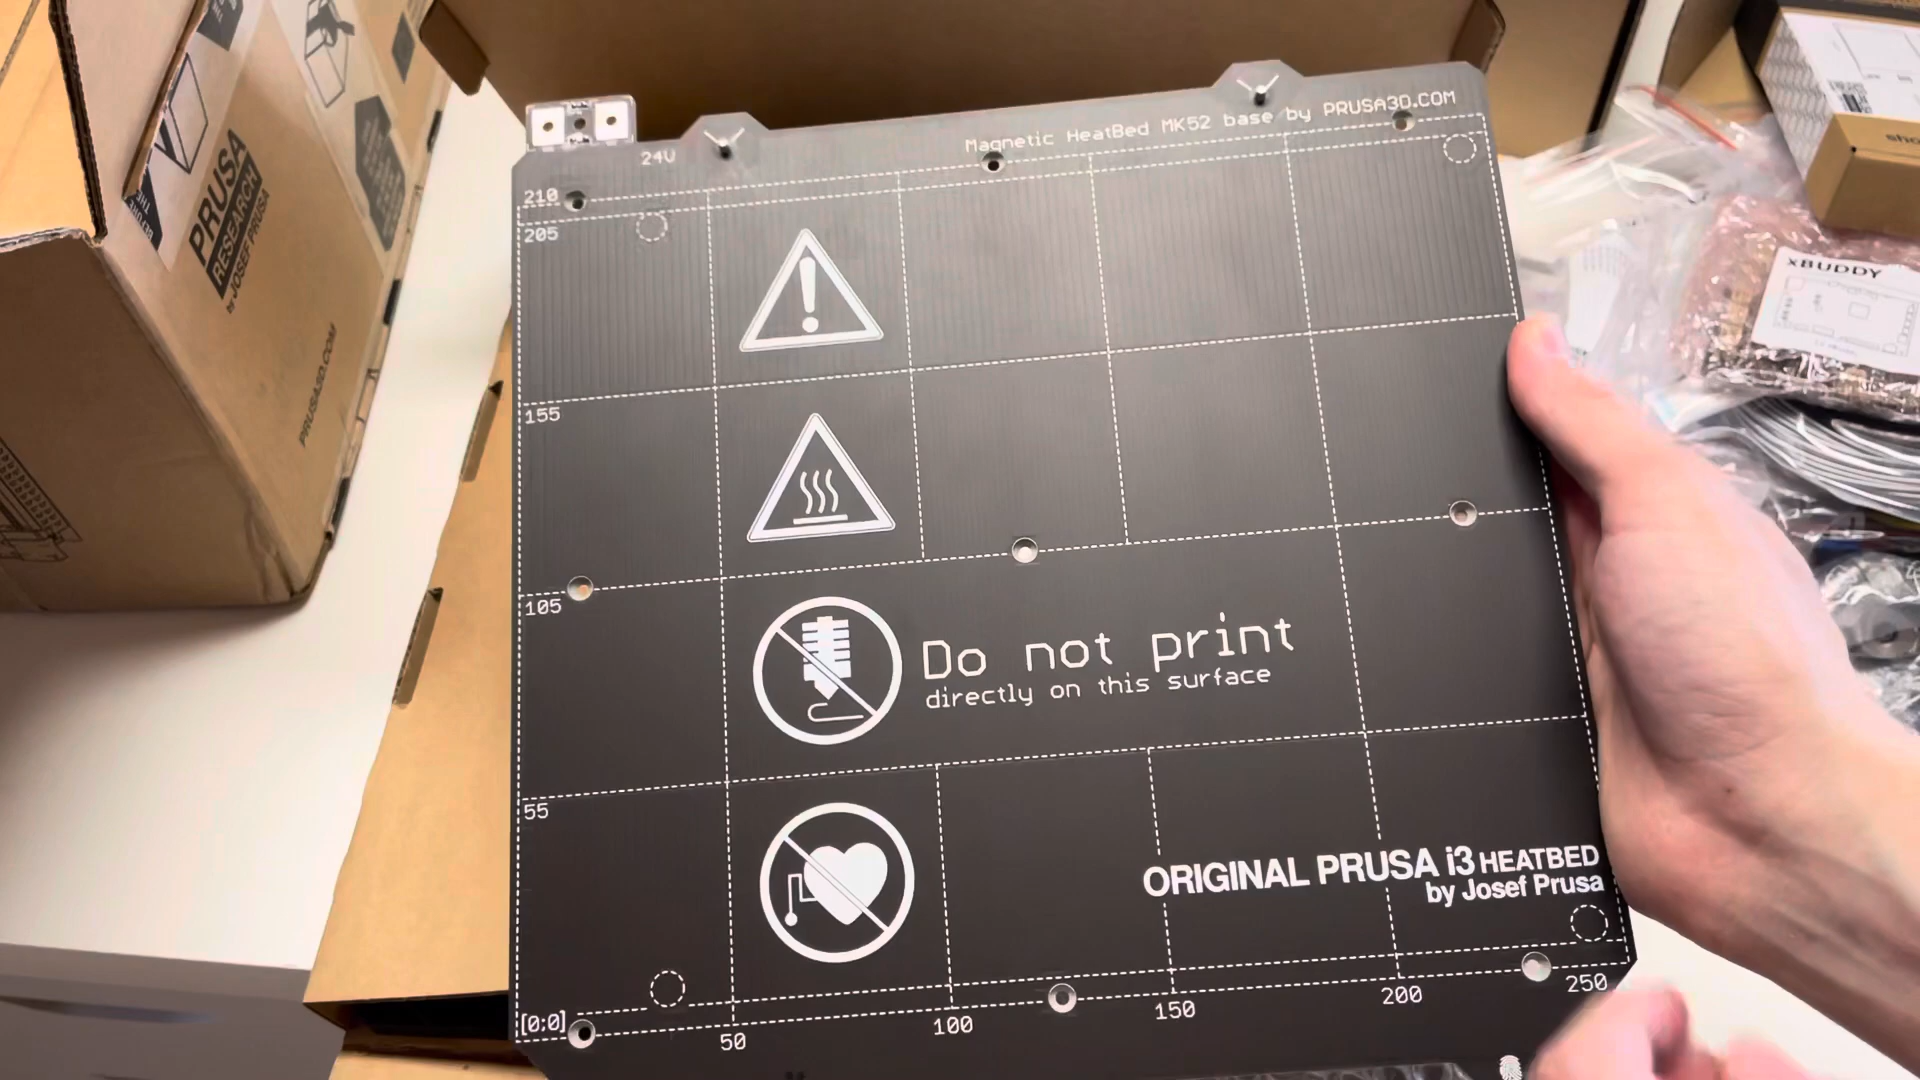 PRUSA
RESEARCH
by JOSEF PRUSA
PRUSA3D.COM
24V
Magnetic HeatBed MK52 base by PRUSA3D.COM
210
205
155
105
55
[0:0]
50
100
150
200
250
Do not print
directly on this surface
ORIGINAL PRUSA i3 HEATBED
by Josef Prusa
xBUDDY